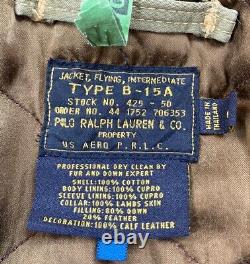 JACKET, FLYING, INTERMEDIATE
TYPE B-15A
STOCK NO. 429 - 50
ORDER NO. 44 1752 706353
POLO RALPH LAUREN & CO.
PROPERTY
US AERO P.R.L.C.
MADE IN
THAILAND
L
PROFESSIONAL DRY CLEAN BY
FUR AND DOWN EXPERT
SHELL:100% COTTON
BODY LINING:100% CUPRO
SLEEVE LINING:100% CUPRO
COLLAR:100% LAMBS SKIN
FILLING:80% DOWN
20% FEATHER
DECORATION:100% CALF LEATHER